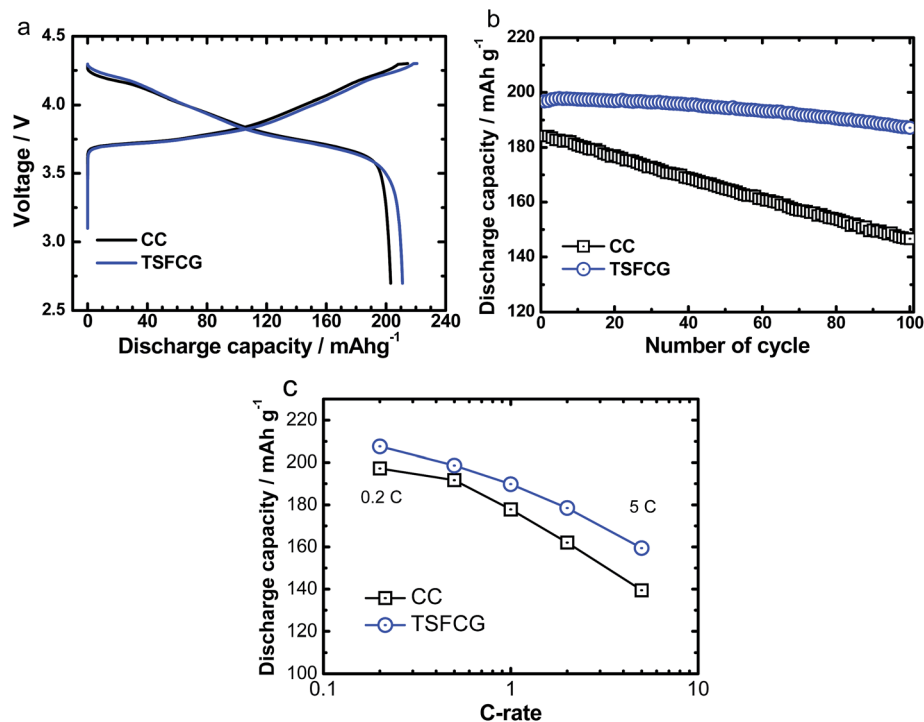 a
4.5
4.0
3.5
3.0
2.5
Voltage / V
CC
TSFCG
0 40 80 120 160 200 240
Discharge capacity / mAhg⁻¹
b
220
200
180
160
140
120
Discharge capacity / mAh g⁻¹
CC
TSFCG
0 20 40 60 80 100
Number of cycle
c
220
200
180
160
140
120
100
Discharge capacity / mAh g⁻¹
0.2 C
5 C
CC
TSFCG
0.1 1 10
C-rate